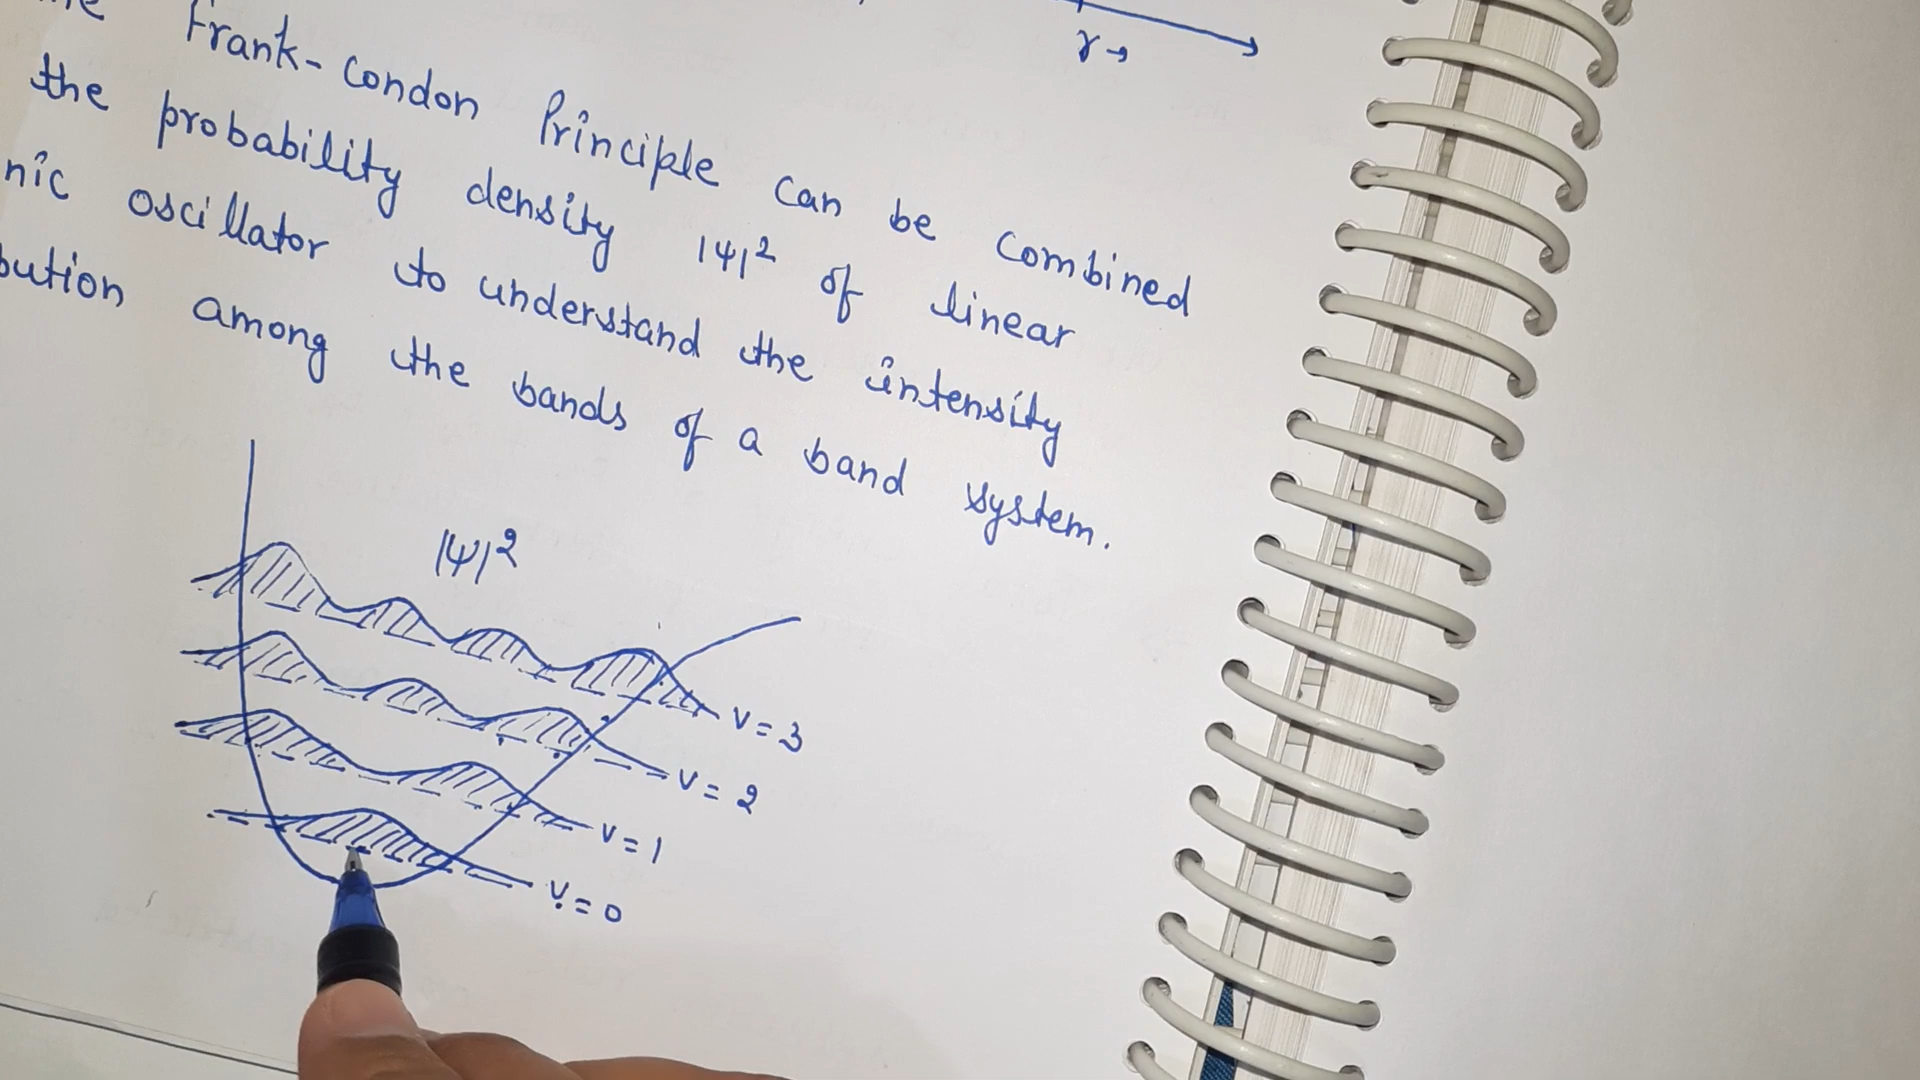 r→
Frank-Condon Principle can be combined
the probability density |ψ|² of linear
nic oscillator to understand the intensity
bution among the bands of a band system.
|ψ|²
v=3
v=2
v=1
v=0